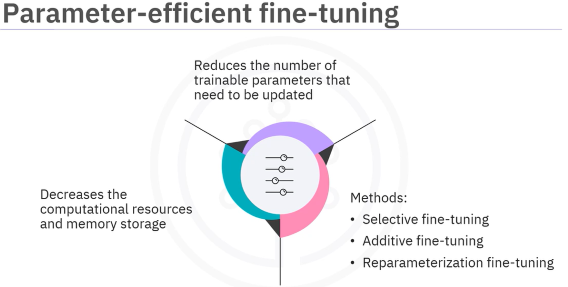 Parameter-efficient fine-tuning
Reduces the number of
trainable parameters that
need to be updated
Decreases the
computational resources
and memory storage
Methods:
• Selective fine-tuning
• Additive fine-tuning
• Reparameterization fine-tuning